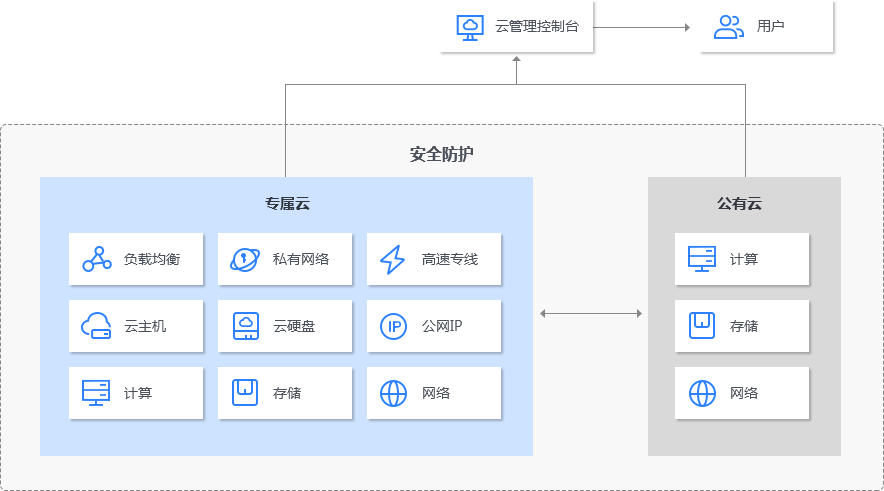 云管理控制台
用户
安全防护
专属云
公有云
负载均衡
私有网络
高速专线
计算
云主机
云硬盘
IP
公网IP
存储
计算
存储
网络
网络